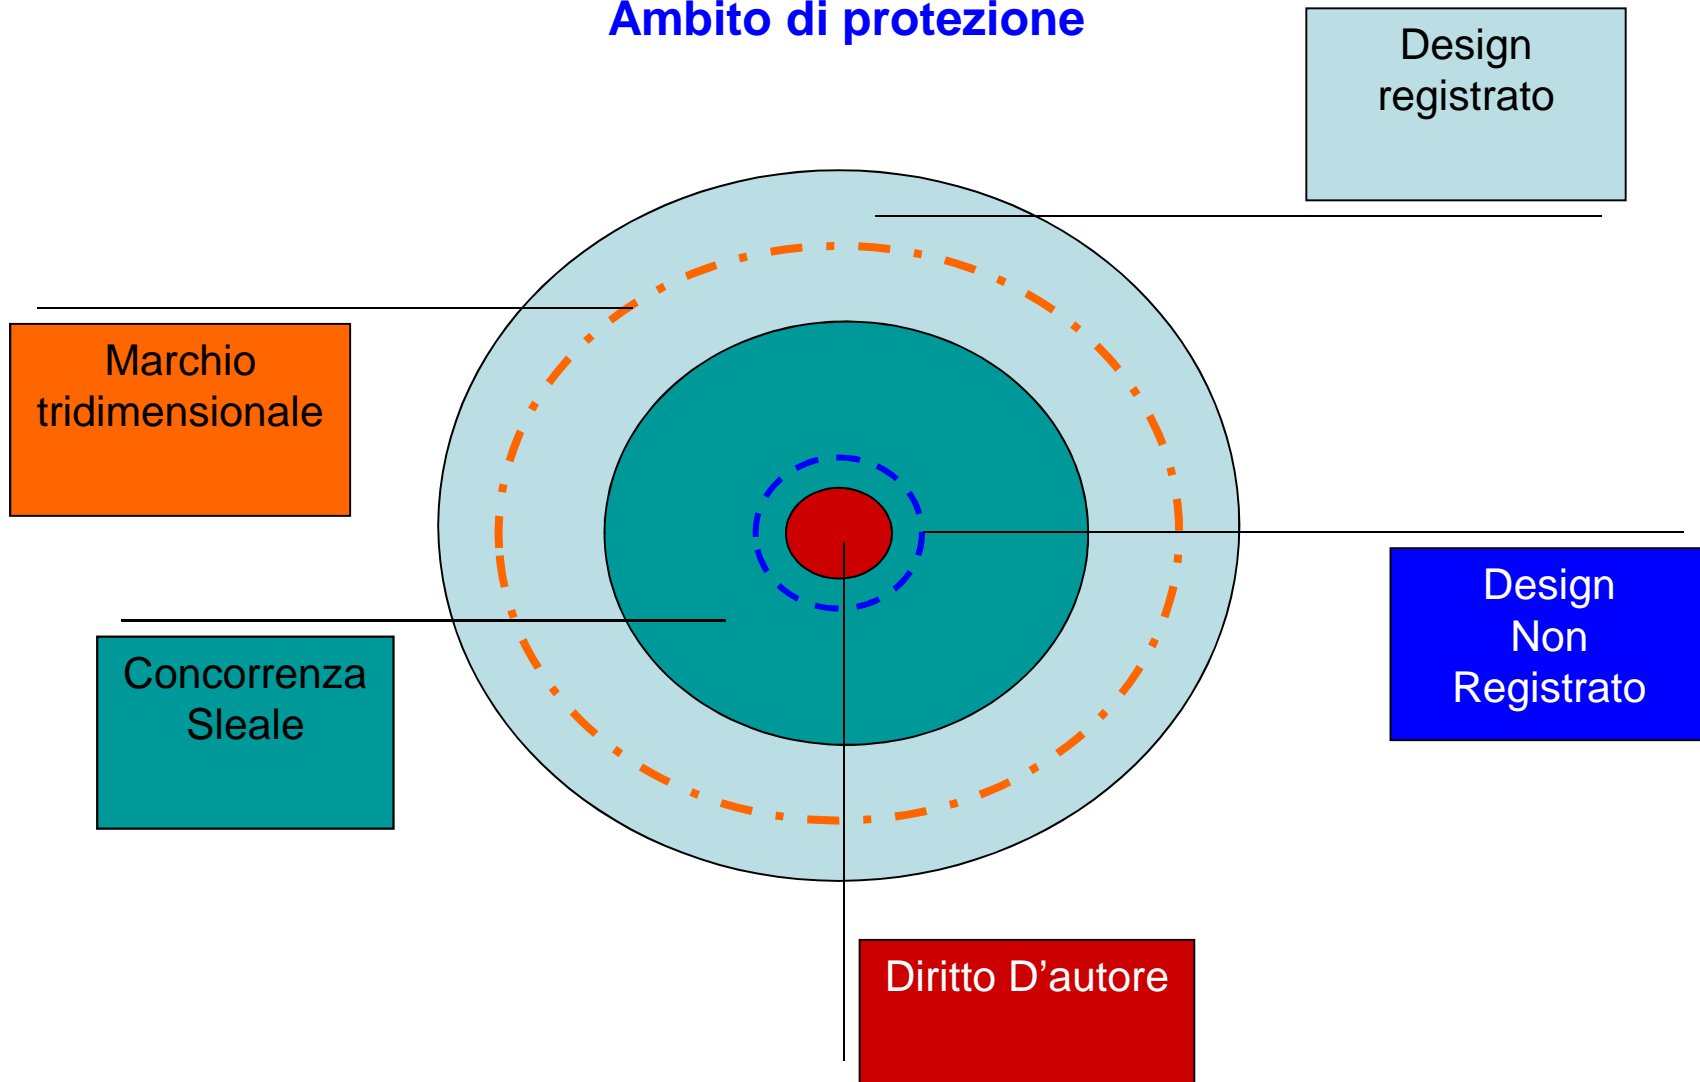 Ambito di protezione
Design
registrato
Marchio
tridimensionale
Concorrenza
Sleale
Design
Non
Registrato
Diritto D’autore